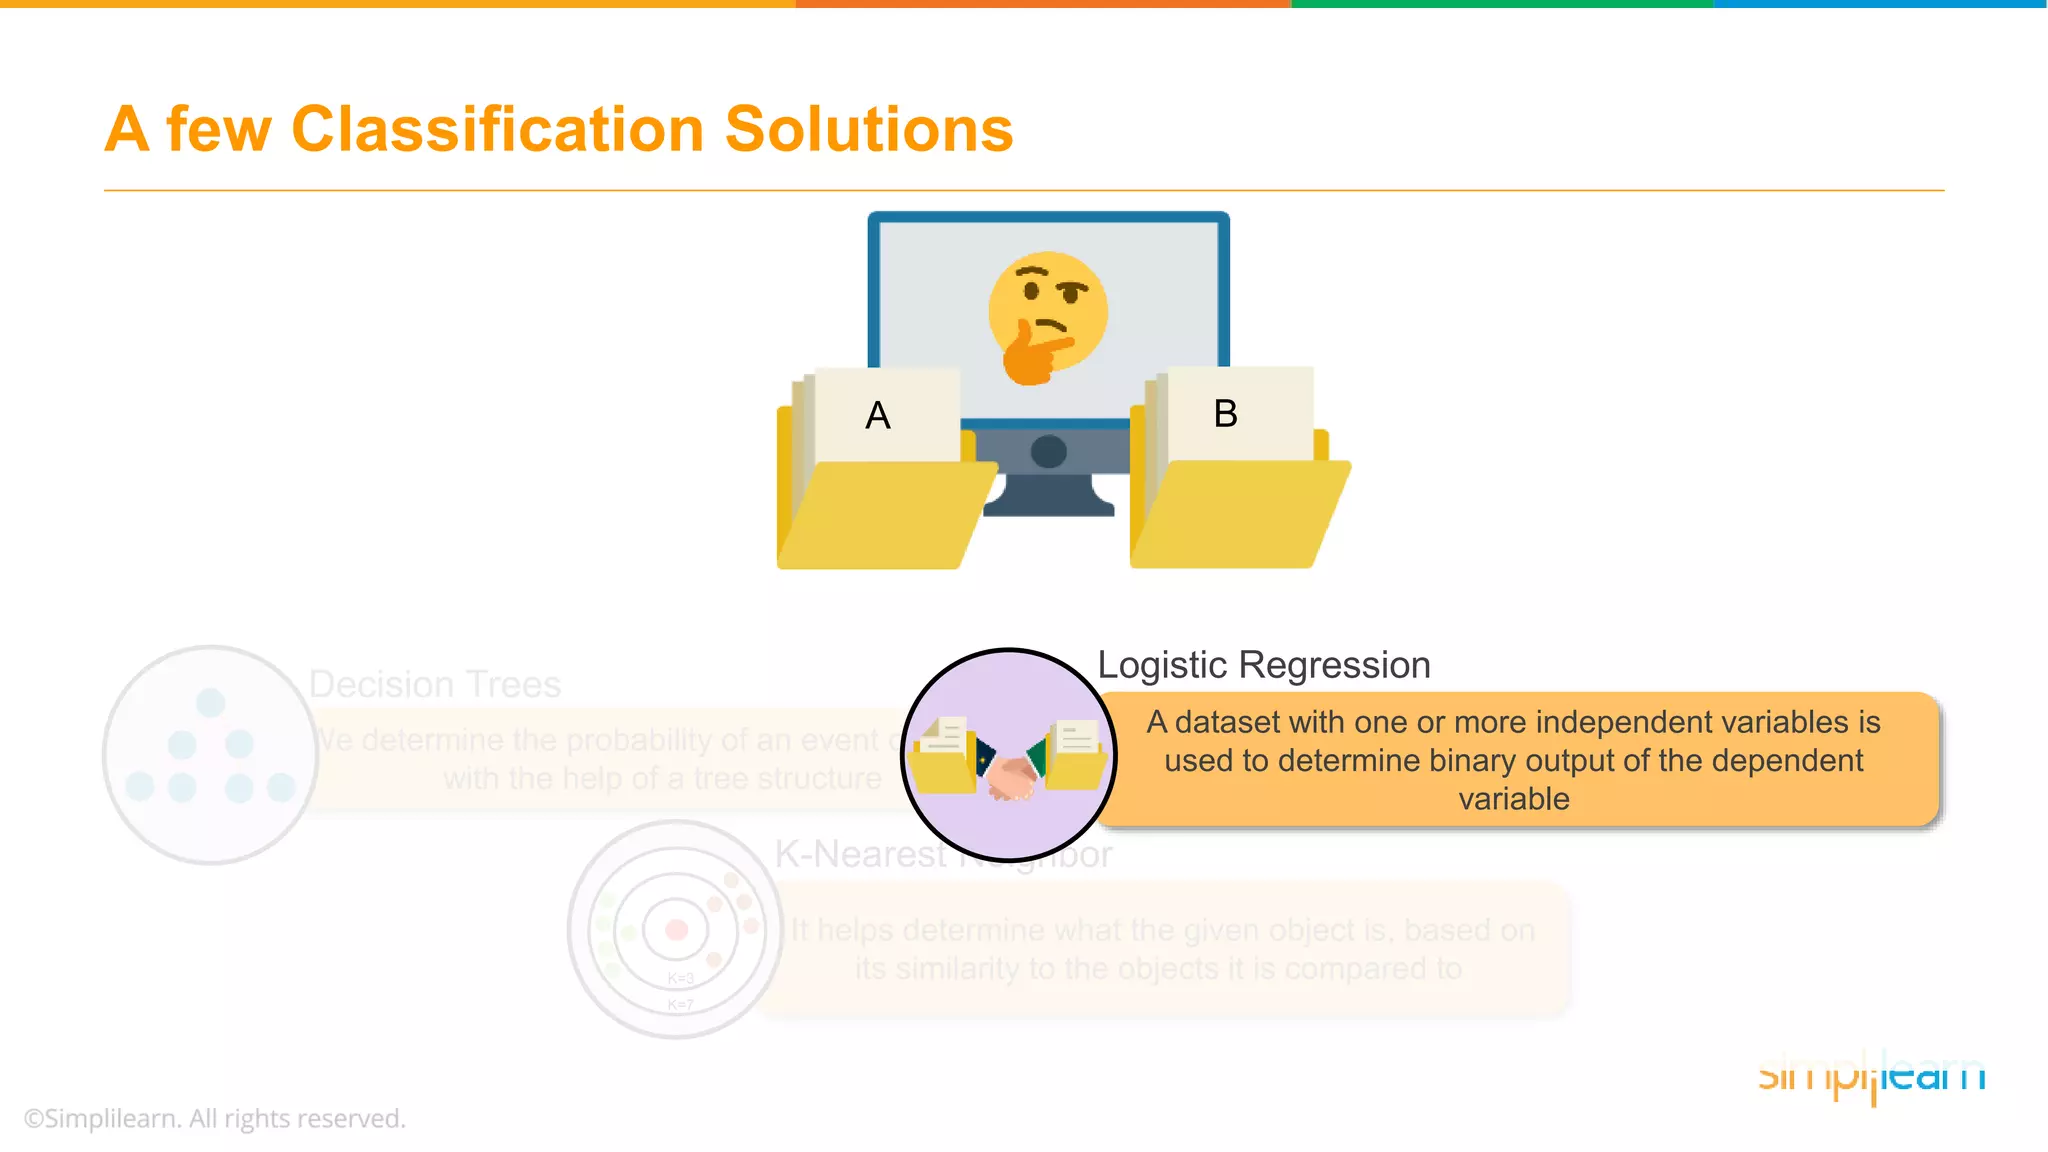 A few Classification Solutions
A
B
Decision Trees
We determine the probability of an event
with the help of a tree structure
Logistic Regression
A dataset with one or more independent variables is
used to determine binary output of the dependent
variable
K-Nearest Neighbor
It helps determine what the given object is, based on
its similarity to the objects it is compared to
K=3
K=7
simplilearn
©Simplilearn. All rights reserved.